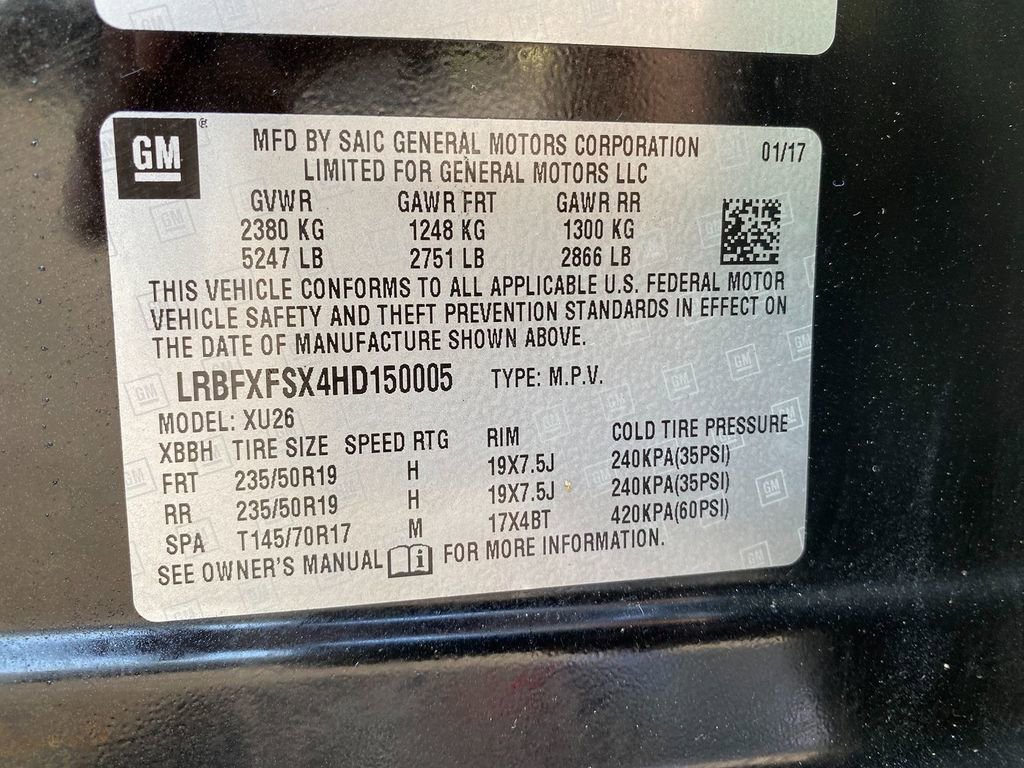 GM
MFD BY SAIC GENERAL MOTORS CORPORATION
LIMITED FOR GENERAL MOTORS LLC
01/17
GVWR GAWR FRT GAWR RR
2380 KG 1248 KG 1300 KG
5247 LB 2751 LB 2866 LB
THIS VEHICLE CONFORMS TO ALL APPLICABLE U.S. FEDERAL MOTOR
VEHICLE SAFETY AND THEFT PREVENTION STANDARDS IN EFFECT ON
THE DATE OF MANUFACTURE SHOWN ABOVE.
LRBFXFSX4HD150005 TYPE: M.P.V.
MODEL: XU26
XBBH TIRE SIZE SPEED RTG RIM COLD TIRE PRESSURE
FRT 235/50R19 H 19X7.5J 240KPA(35PSI)
RR 235/50R19 H 19X7.5J 240KPA(35PSI)
SPA T145/70R17 M 17X4BT 420KPA(60PSI)
SEE OWNER'S MANUAL i FOR MORE INFORMATION.